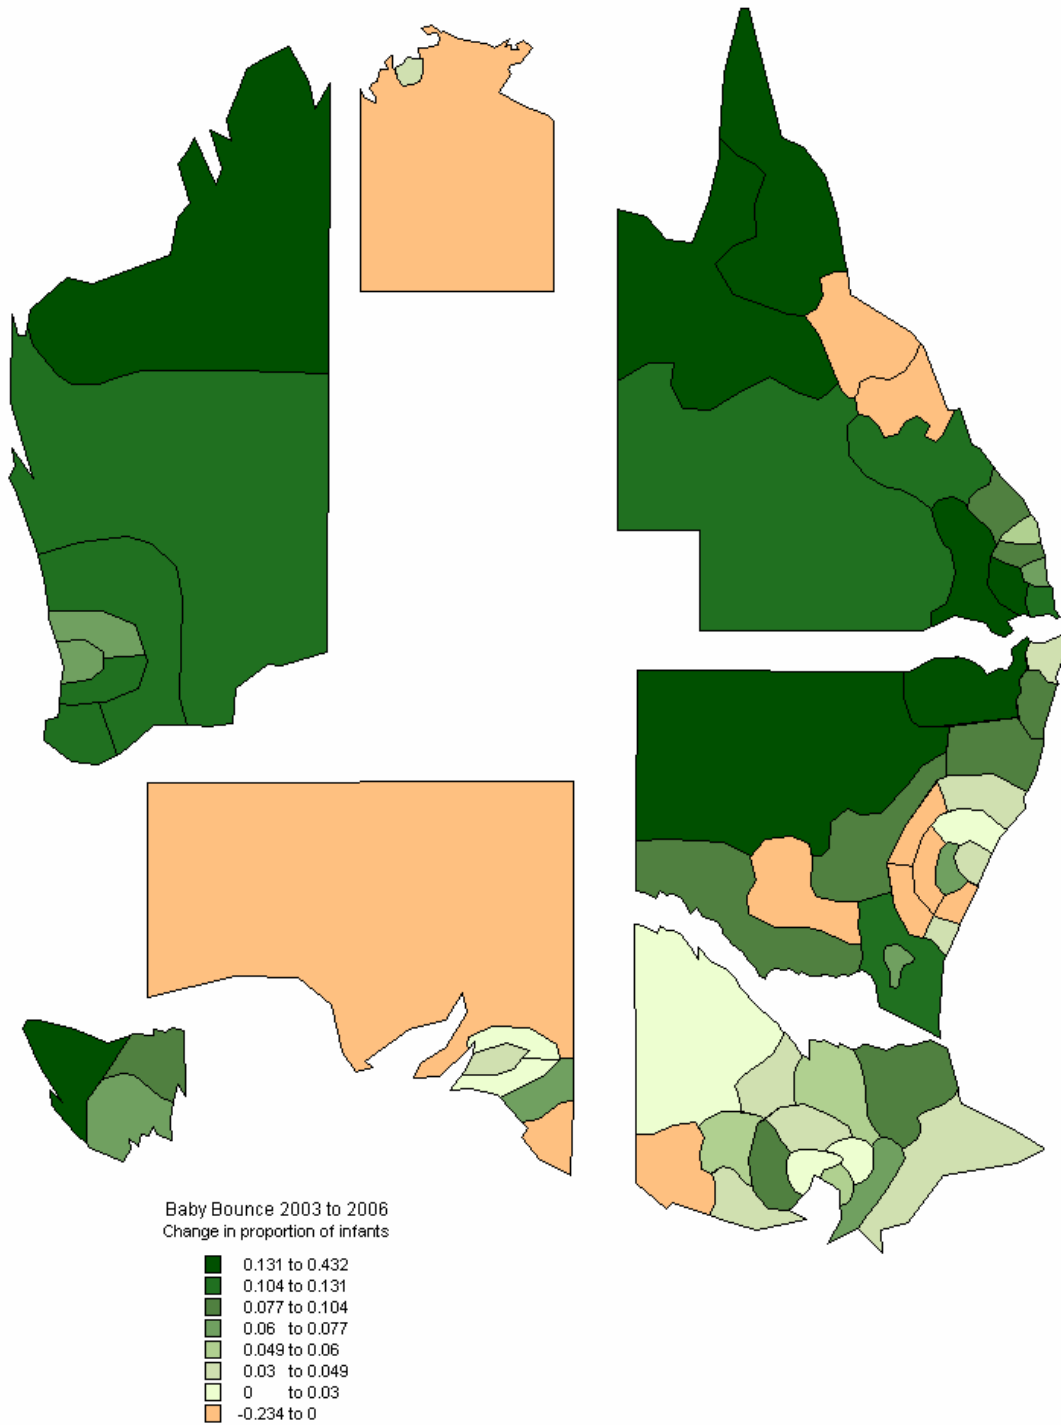 Baby Bounce 2003 to 2006
Change in proportion of infants
0.131 to 0.432
0.104 to 0.131
0.077 to 0.104
0.06 to 0.077
0.049 to 0.06
0.03 to 0.049
0 to 0.03
-0.234 to 0